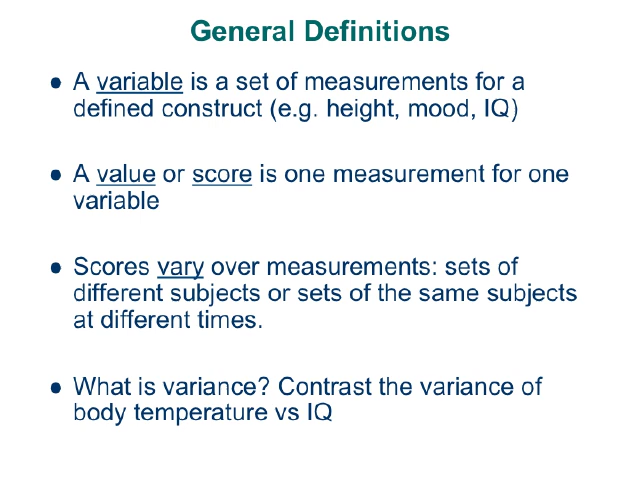 General Definitions
● A variable is a set of measurements for a
defined construct (e.g. height, mood, IQ)
● A value or score is one measurement for one
variable
● Scores vary over measurements: sets of
different subjects or sets of the same subjects
at different times.
● What is variance? Contrast the variance of
body temperature vs IQ